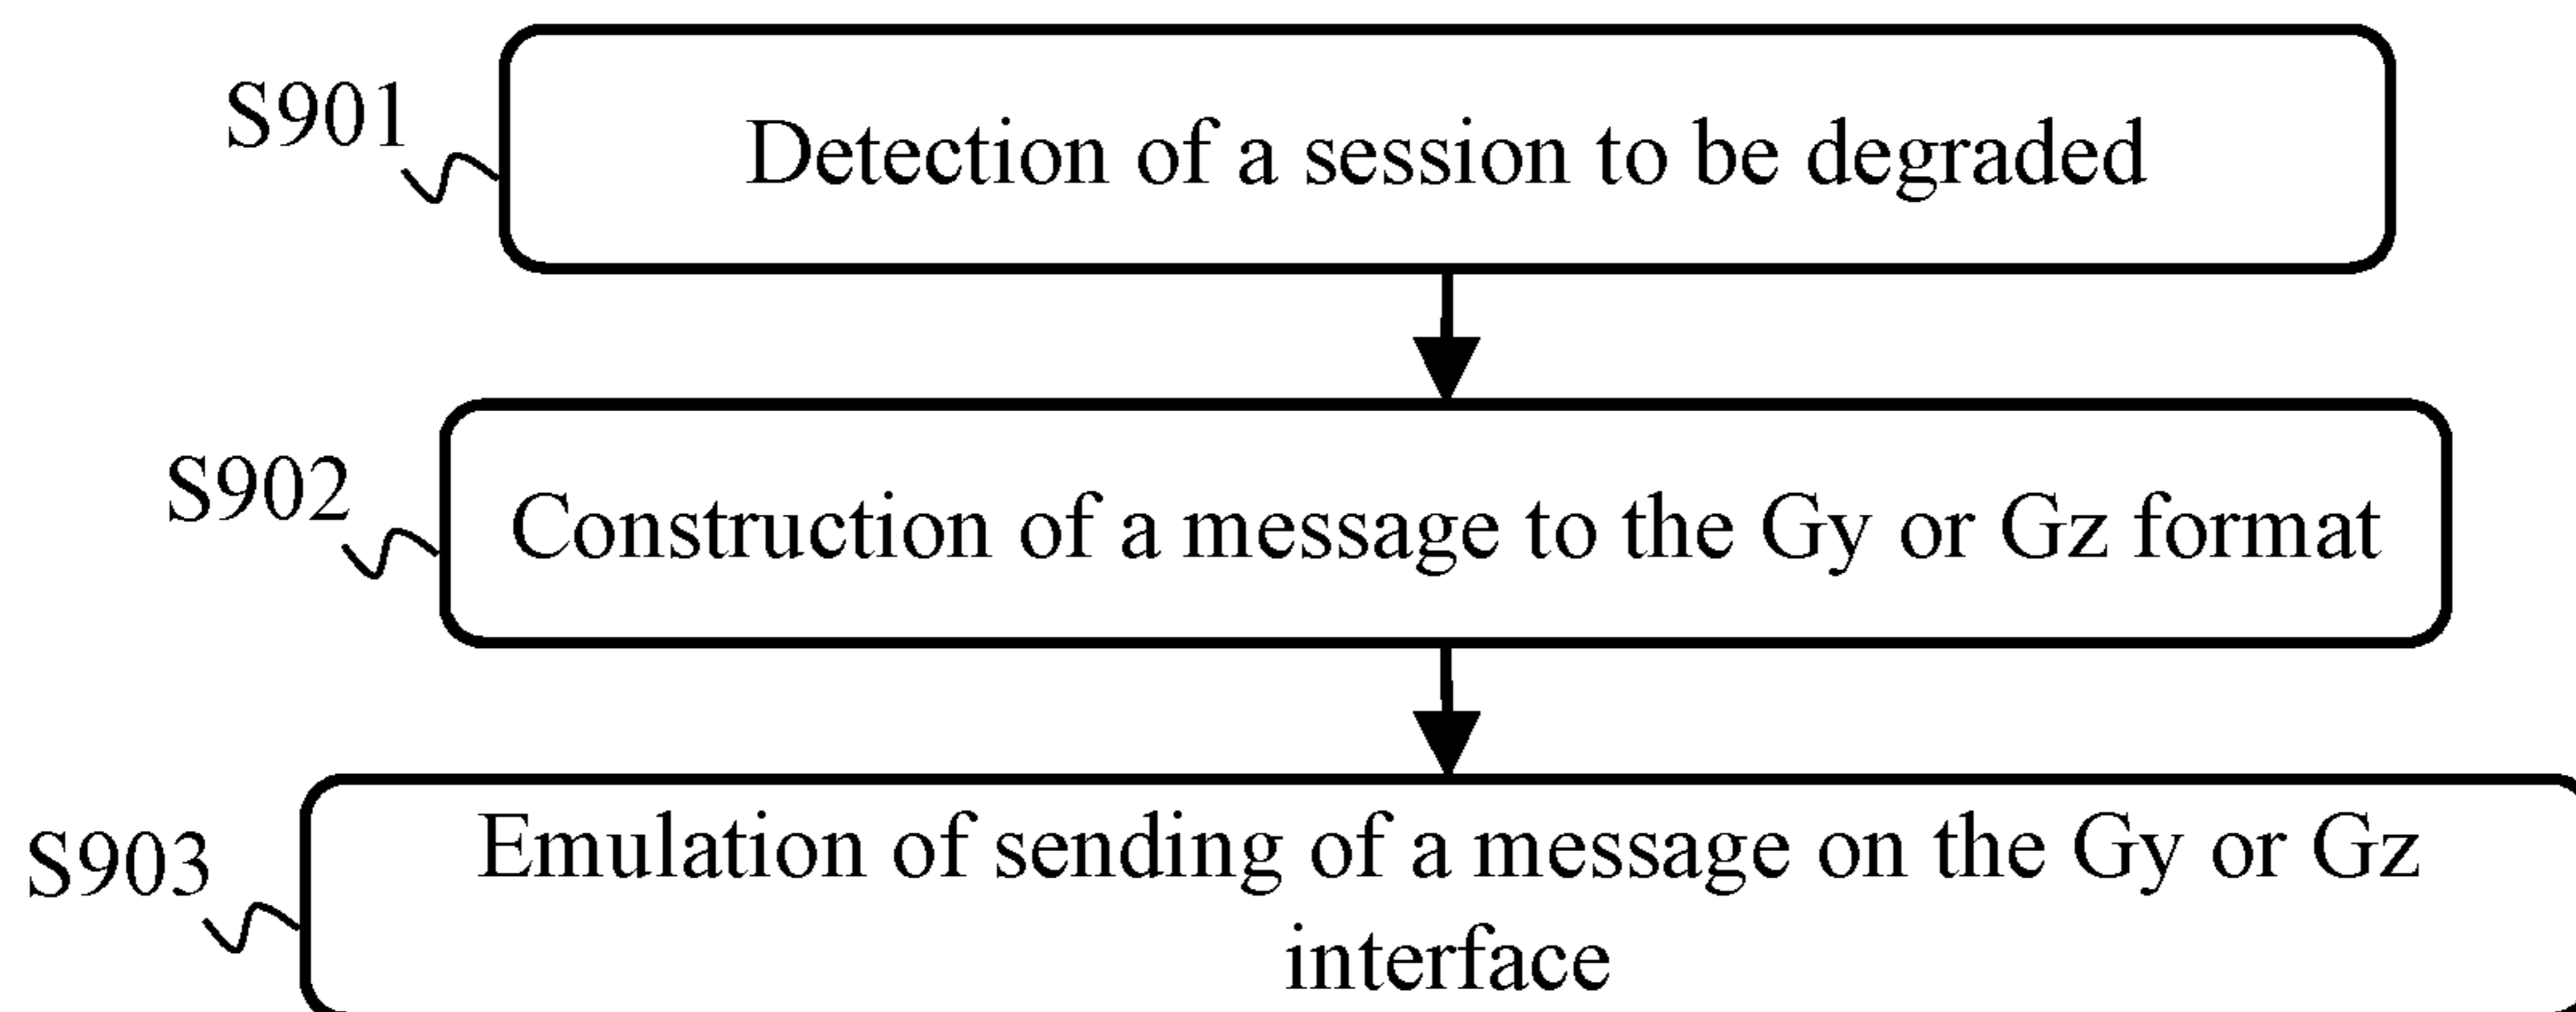 S901
Detection of a session to be degraded
S902
Construction of a message to the Gy or Gz format
S903
Emulation of sending of a message on the Gy or Gz
interface